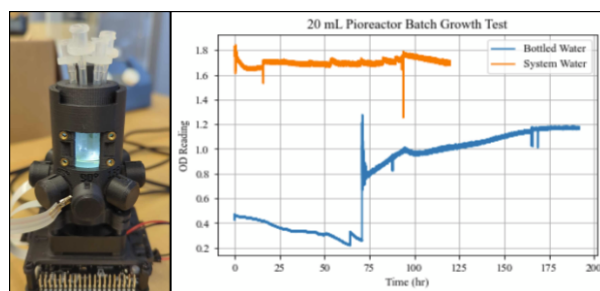 20 mL Pioreactor Batch Growth Test
Bottled Water
System Water
OD Reading
1.8
1.6
1.4
1.2
1.0
0.8
0.6
0.4
0.2
0 25 50 75 100 125 150 175 200
Time (hr)